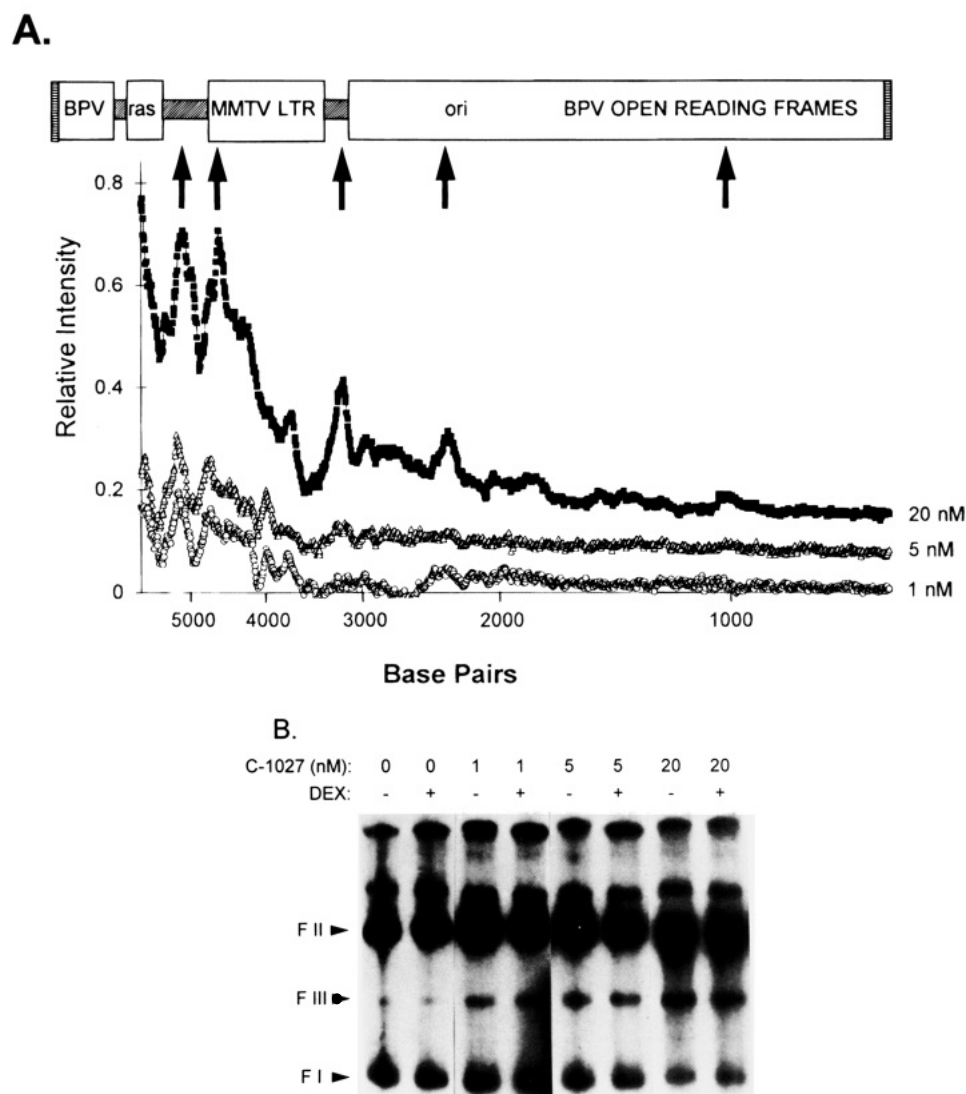 A.
BPV ras MMTV LTR ori BPV OPEN READING FRAMES
0.8
0.6
0.4
0.2
0
Relative Intensity
20 nM
5 nM
1 nM
5000 4000 3000 2000 1000
Base Pairs
B.
C-1027 (nM): 0 0 1 1 5 5 20 20
DEX: - + - + - + - +
F II
F III
F I